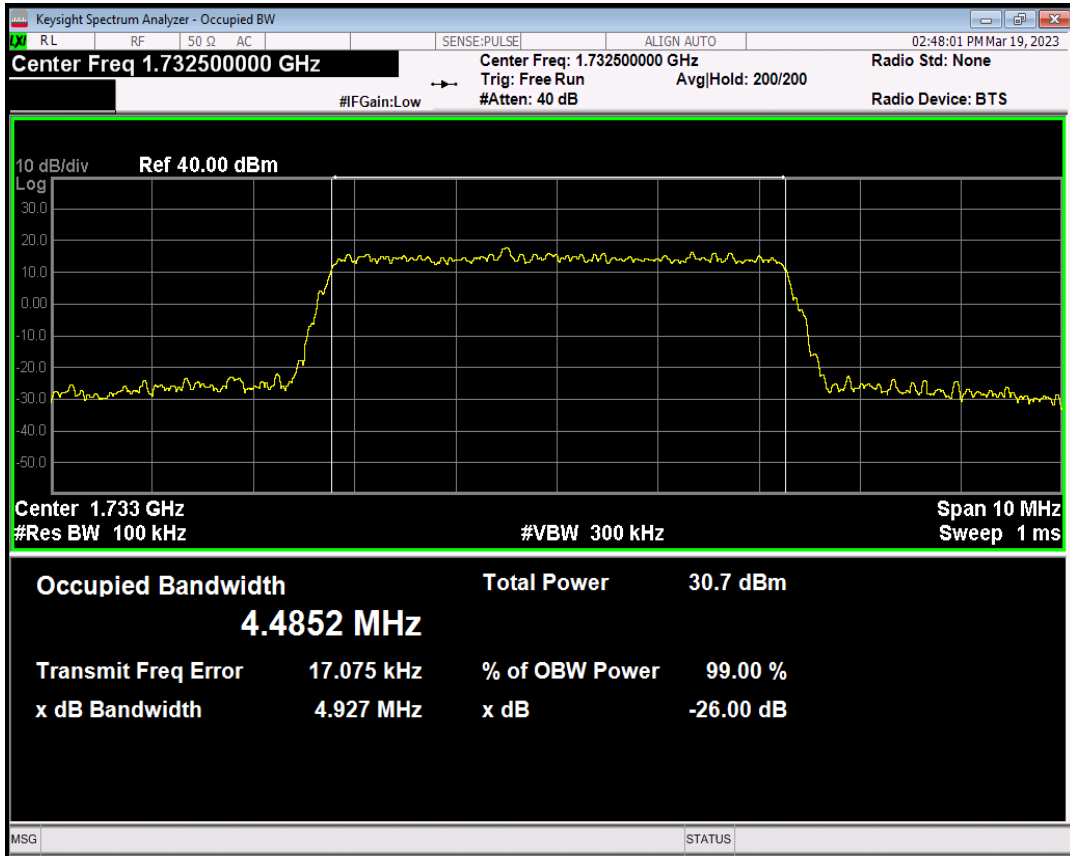 Keysight Spectrum Analyzer - Occupied BW
LXI RL RF 50 Ω AC SENSE:PULSE ALIGN AUTO 02:48:01 PM Mar 19, 2023
Center Freq 1.732500000 GHz
Center Freq: 1.732500000 GHz
Radio Std: None
Trig: Free Run Avg|Hold: 200/200
#IFGain:Low #Atten: 40 dB Radio Device: BTS
10 dB/div Ref 40.00 dBm
Log
30.0
20.0
10.0
0.00
-10.0
-20.0
-30.0
-40.0
-50.0
Center 1.733 GHz Span 10 MHz
#Res BW 100 kHz #VBW 300 kHz Sweep 1 ms
Occupied Bandwidth Total Power 30.7 dBm
4.4852 MHz
Transmit Freq Error 17.075 kHz % of OBW Power 99.00 %
x dB Bandwidth 4.927 MHz x dB -26.00 dB
MSG STATUS